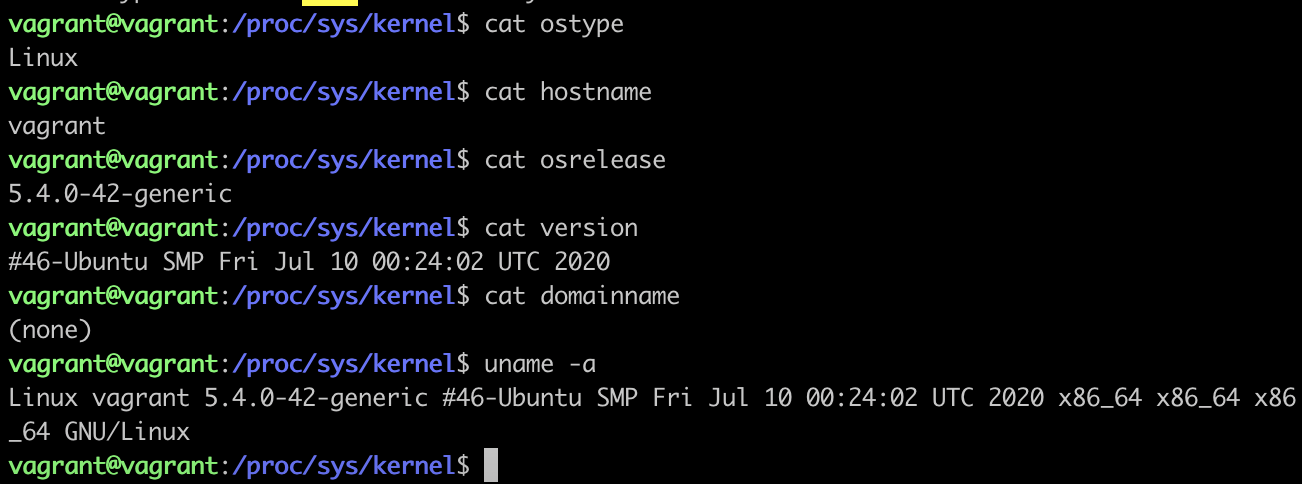 vagrant@vagrant:/proc/sys/kernel$ cat ostype
Linux
vagrant@vagrant:/proc/sys/kernel$ cat hostname
vagrant
vagrant@vagrant:/proc/sys/kernel$ cat osrelease
5.4.0-42-generic
vagrant@vagrant:/proc/sys/kernel$ cat version
#46-Ubuntu SMP Fri Jul 10 00:24:02 UTC 2020
vagrant@vagrant:/proc/sys/kernel$ cat domainname
(none)
vagrant@vagrant:/proc/sys/kernel$ uname -a
Linux vagrant 5.4.0-42-generic #46-Ubuntu SMP Fri Jul 10 00:24:02 UTC 2020 x86_64 x86_64 x86
_64 GNU/Linux
vagrant@vagrant:/proc/sys/kernel$